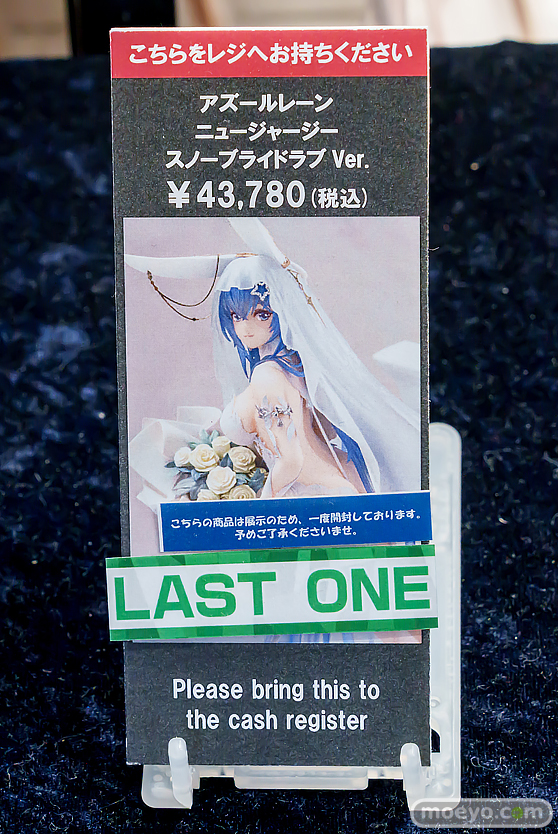 こちらをレジへお持ちください
アズールレーン
ニュージャージー
スノーブライドラブ Ver.
￥43,780(税込)
こちらの商品は展示のため、一度開封しております。
予めご了承くださいませ。
LAST ONE
Please bring this to
the cash register
moeyo.com